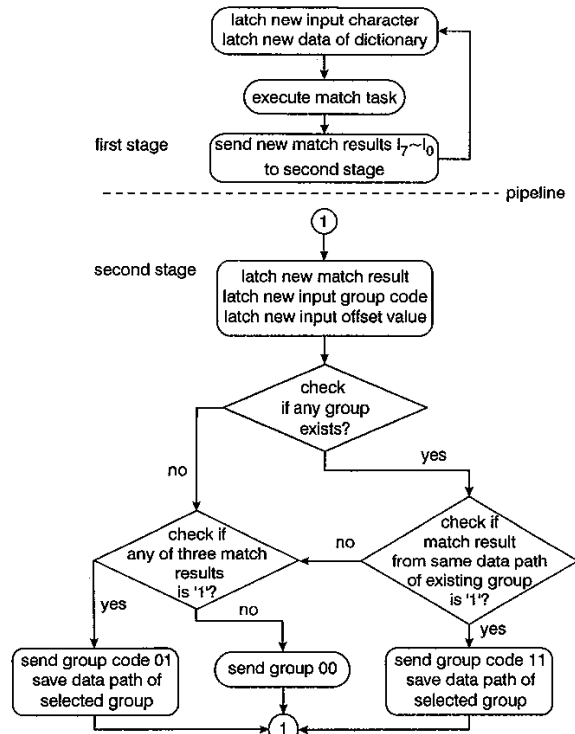 latch new input character
latch new data of dictionary
execute match task
first stage
send new match results I7~I0
to second stage
pipeline
1
second stage
latch new match result
latch new input group code
latch new input offset value
check
if any group
exists?
no
yes
check if
any of three match
results
is '1'?
no
check if
match result
from same data path
of existing group
is '1'?
yes
no
yes
send group code 01
save data path of
selected group
send group 00
send group code 11
save data path of
selected group
1